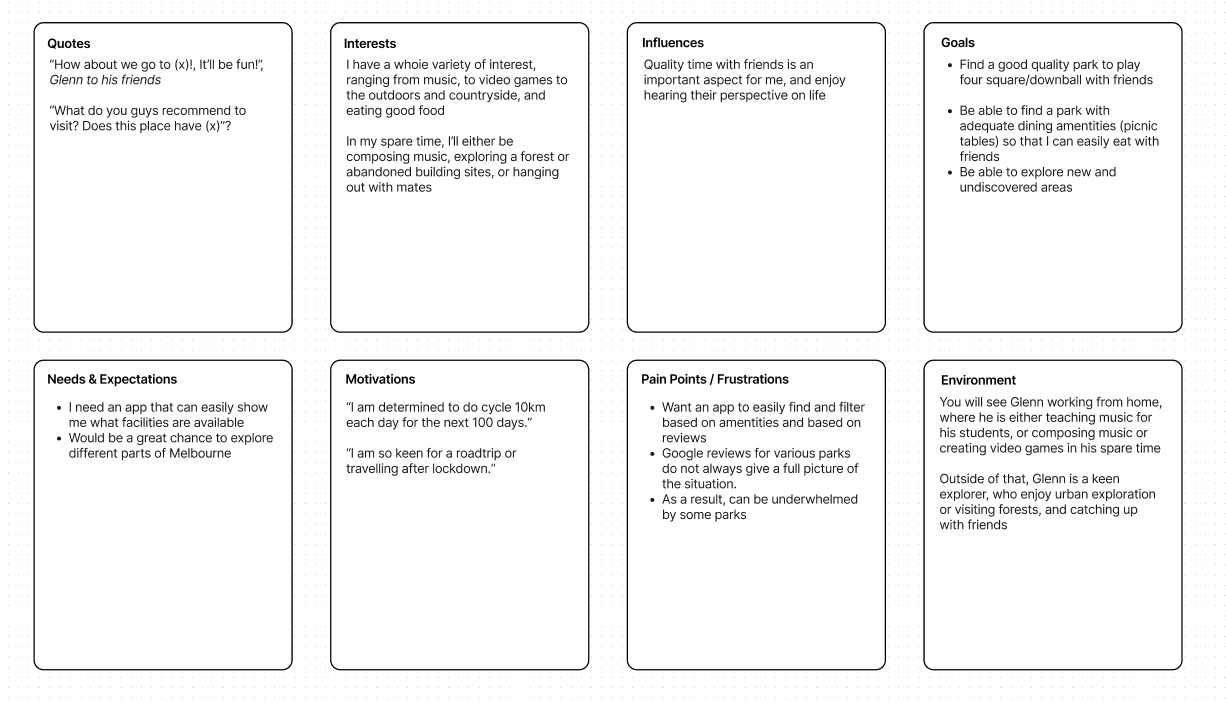 Quotes
“How about we go to (x)!, It’ll be fun!”,
Glenn to his friends
“What do you guys recommend to
visit? Does this place have (x)”?
Interests
I have a whole variety of interest,
ranging from music, to video games to
the outdoors and countryside, and
eating good food
In my spare time, I’ll either be
composing music, exploring a forest or
abandoned building sites, or hanging
out with mates
Influences
Quality time with friends is an
important aspect for me, and enjoy
hearing their perspective on life
Goals
• Find a good quality park to play
four square/downball with friends
• Be able to find a park with
adequate dining amentities (picnic
tables) so that I can easily eat with
friends
• Be able to explore new and
undiscovered areas
Needs & Expectations
• I need an app that can easily show
me what facilities are available
• Would be a great chance to explore
different parts of Melbourne
Motivations
“I am determined to do cycle 10km
each day for the next 100 days.“
“I am so keen for a roadtrip or
travelling after lockdown.”
Pain Points / Frustrations
• Want an app to easily find and filter
based on amentities and based on
reviews
• Google reviews for various parks
do not always give a full picture of
the situation.
• As a result, can be underwhelmed
by some parks
Environment
You will see Glenn working from home,
where he is either teaching music for
his students, or composing music or
creating video games in his spare time
Outside of that, Glenn is a keen
explorer, who enjoy urban exploration
or visiting forests, and catching up
with friends